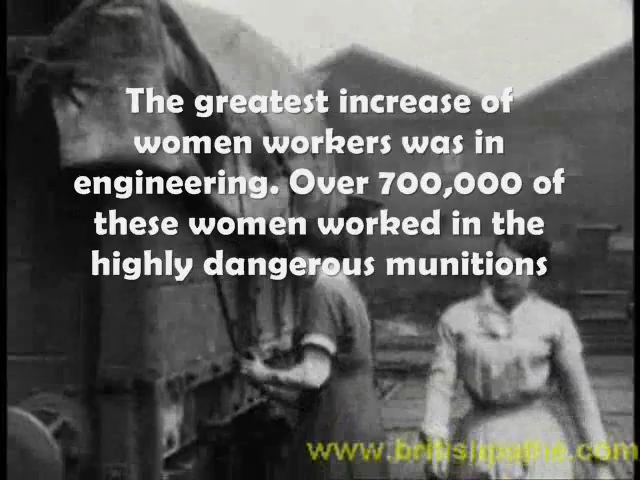 The greatest increase of
women workers was in
engineering. Over 700,000 of
these women worked in the
highly dangerous munitions
www.britishpathe.com